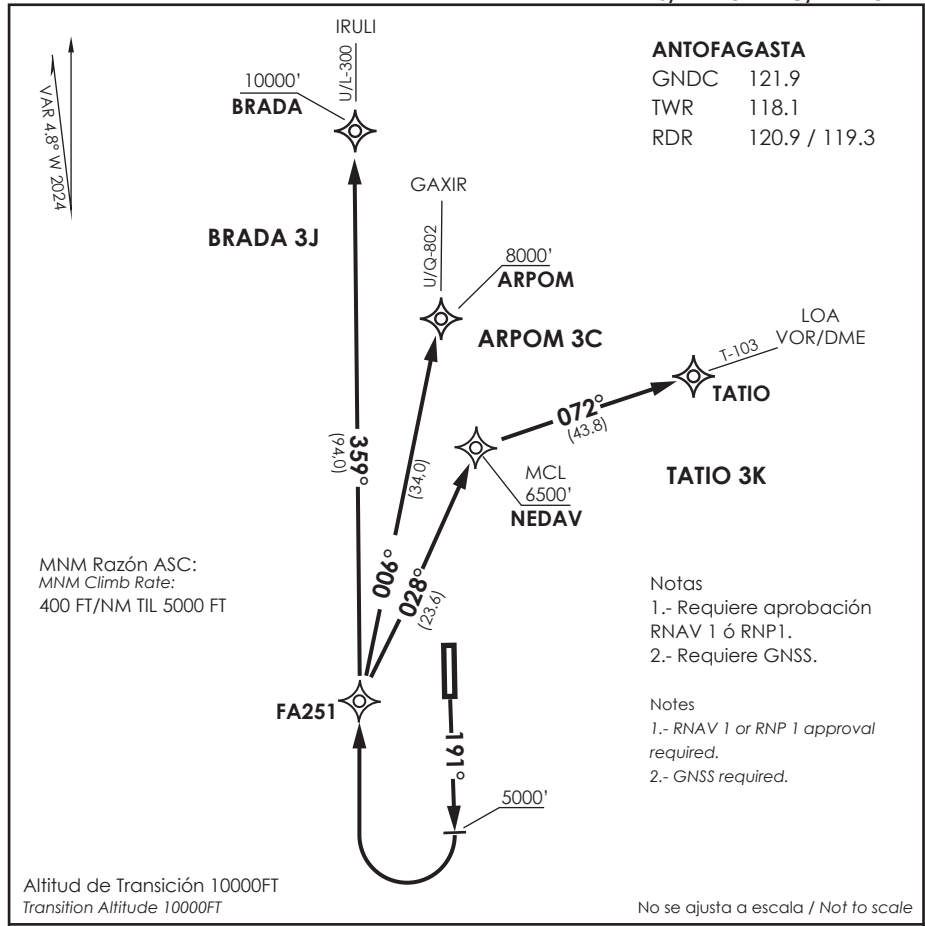 IRULI
U/L-300
10000’
BRADA
VAR 4.8° W 2024
ANTOFAGASTA
GNDC 121.9
TWR 118.1
RDR 120.9 / 119.3
GAXIR
U/Q-802
BRADA 3J
8000’
ARPOM
ARPOM 3C
LOA
VOR/DME
T-103
TATIO
072°
(43.8)
359°
(94.0)
(34.0)
MCL
6500’
NEDAV
TATIO 3K
006°
028°
(23.6)
MNM Razón ASC:
MNM Climb Rate:
400 FT/NM TIL 5000 FT
Notas
1.- Requiere aprobación
RNAV 1 ó RNP1.
2.- Requiere GNSS.
Notes
1.- RNAV 1 or RNP 1 approval
required.
2.- GNSS required.
FA251
191°
5000’
Altitud de Transición 10000FT
Transition Altitude 10000FT
No se ajusta a escala / Not to scale